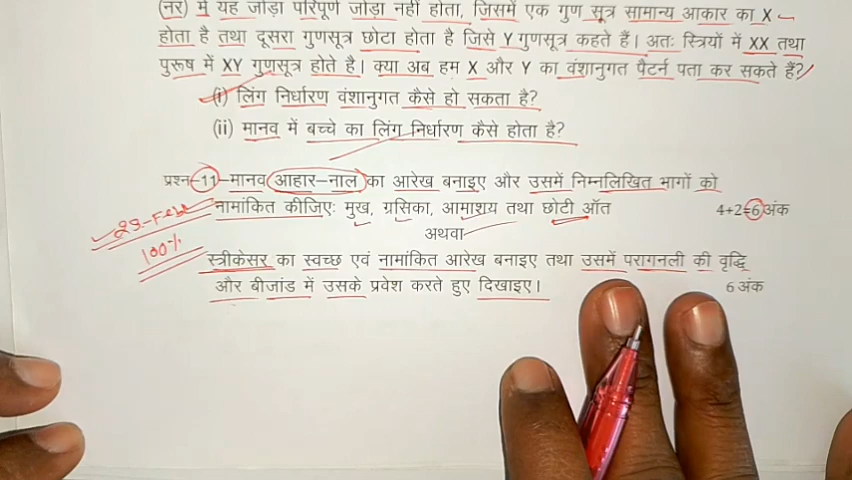 (नर) में यह जोड़ा परिपूर्ण जोड़ा नहीं होता, जिसमें एक गुण सूत्र सामान्य आकार का X
होता है तथा दूसरा गुणसूत्र छोटा होता है जिसे Y गुणसूत्र कहते हैं। अतः स्त्रियों में XX तथा
पुरूष में XY गुणसूत्र होते है। क्या अब हम X और Y का वंशानुगत पैटर्न पता कर सकते हैं?
(i) लिंग निर्धारण वंशानुगत कैसे हो सकता है?
(ii) मानव में बच्चे का लिंग निर्धारण कैसे होता है?
प्रश्न–11–मानव आहार–नाल का आरेख बनाइए और उसमें निम्नलिखित भागों को
नामांकित कीजिएः मुख, ग्रसिका, आमाशय तथा छोटी ऑत 4+2=6 अंक
अथवा
स्त्रीकेसर का स्वच्छ एवं नामांकित आरेख बनाइए तथा उसमें परागनली की वृद्धि
और बीजांड में उसके प्रवेश करते हुए दिखाइए। 6 अंक
Feb
100%